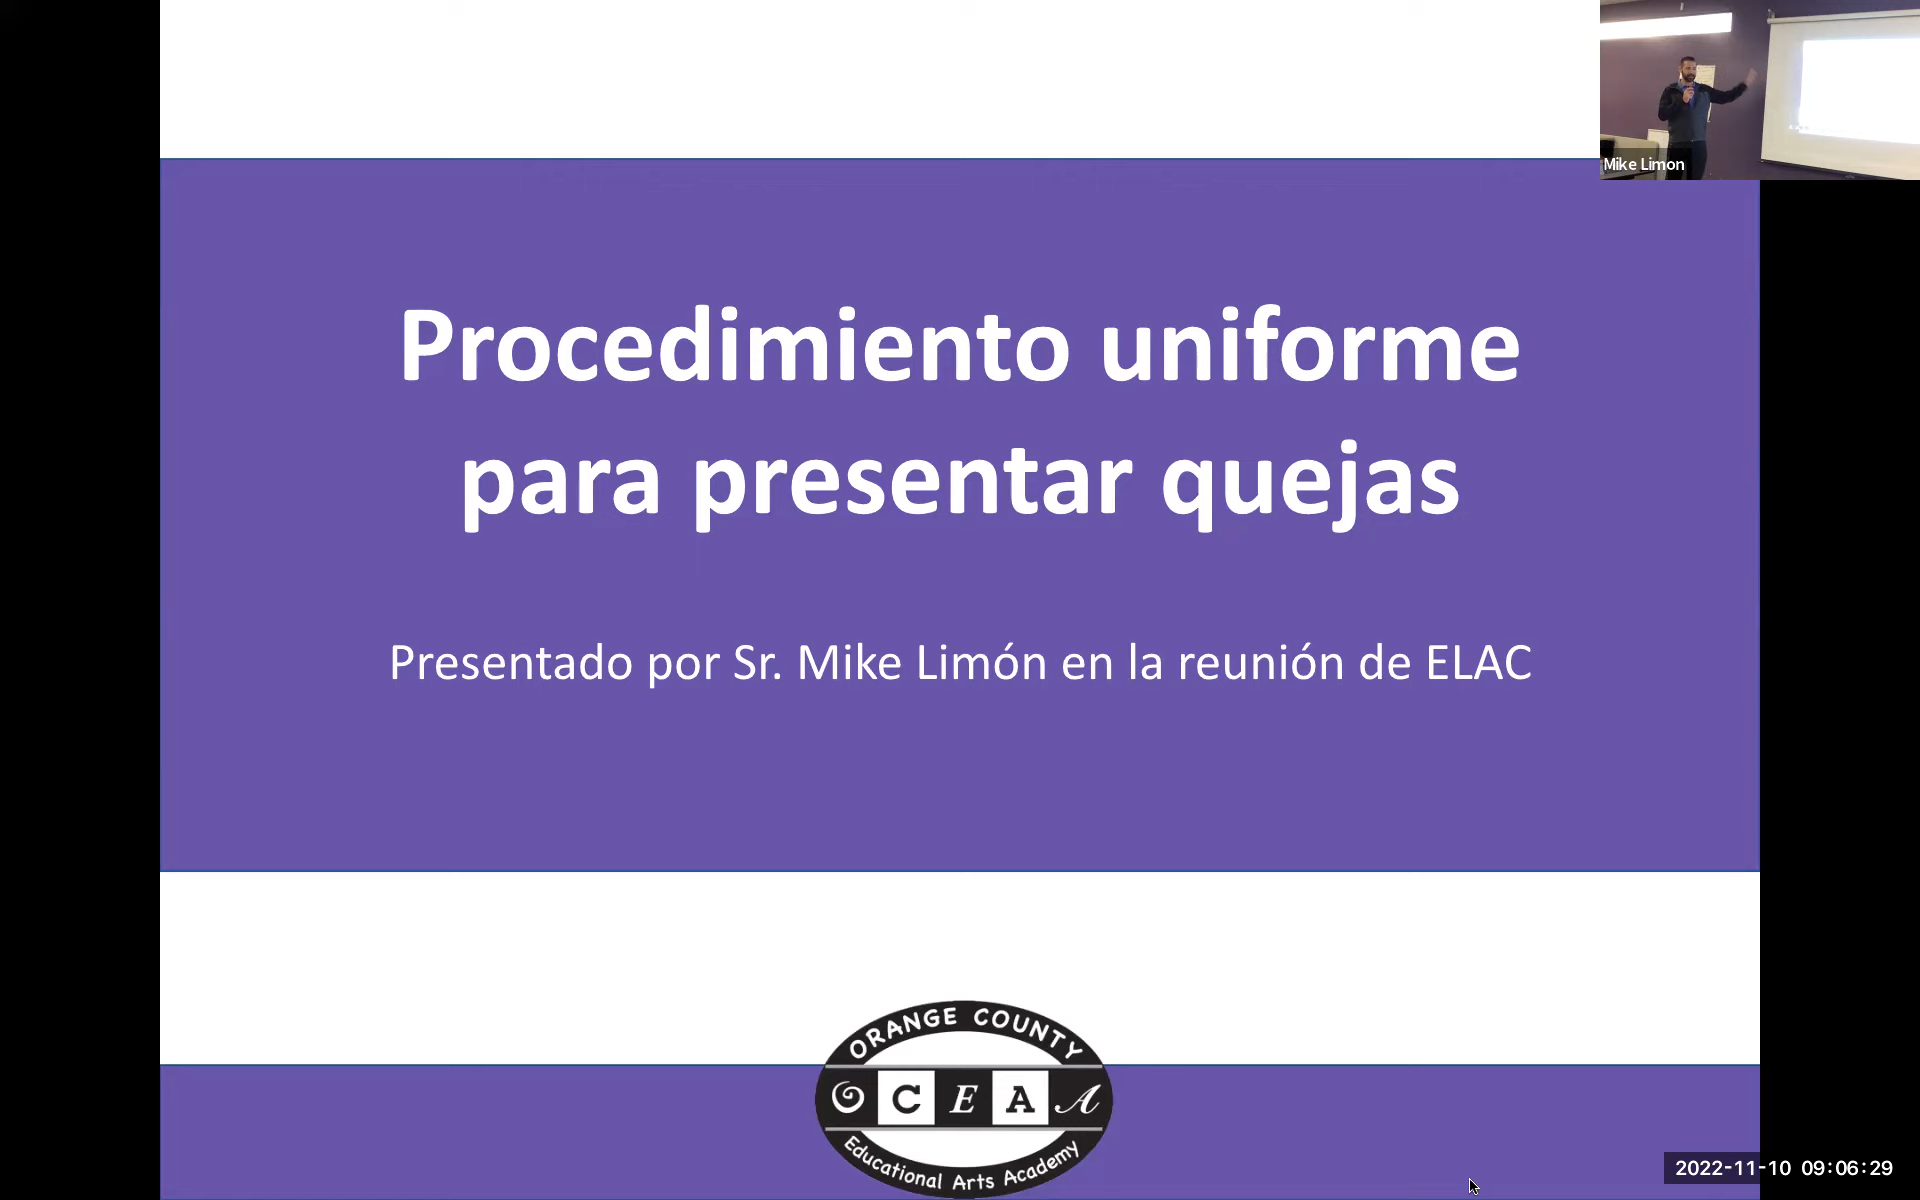 Mike Limon
Procedimiento uniforme
para presentar quejas
Presentado por Sr. Mike Limón en la reunión de ELAC
ORANGE COUNTY
O C E A A
Educational Arts Academy
2022-11-10 09:06:29